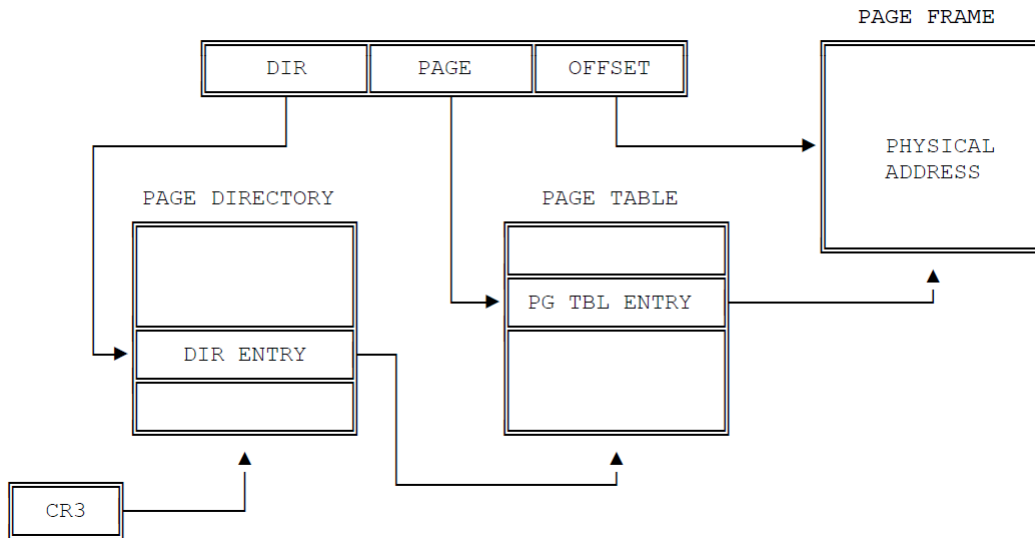 PAGE FRAME
DIR
PAGE
OFFSET
PHYSICAL
ADDRESS
PAGE DIRECTORY
PAGE TABLE
PG TBL ENTRY
DIR ENTRY
CR3